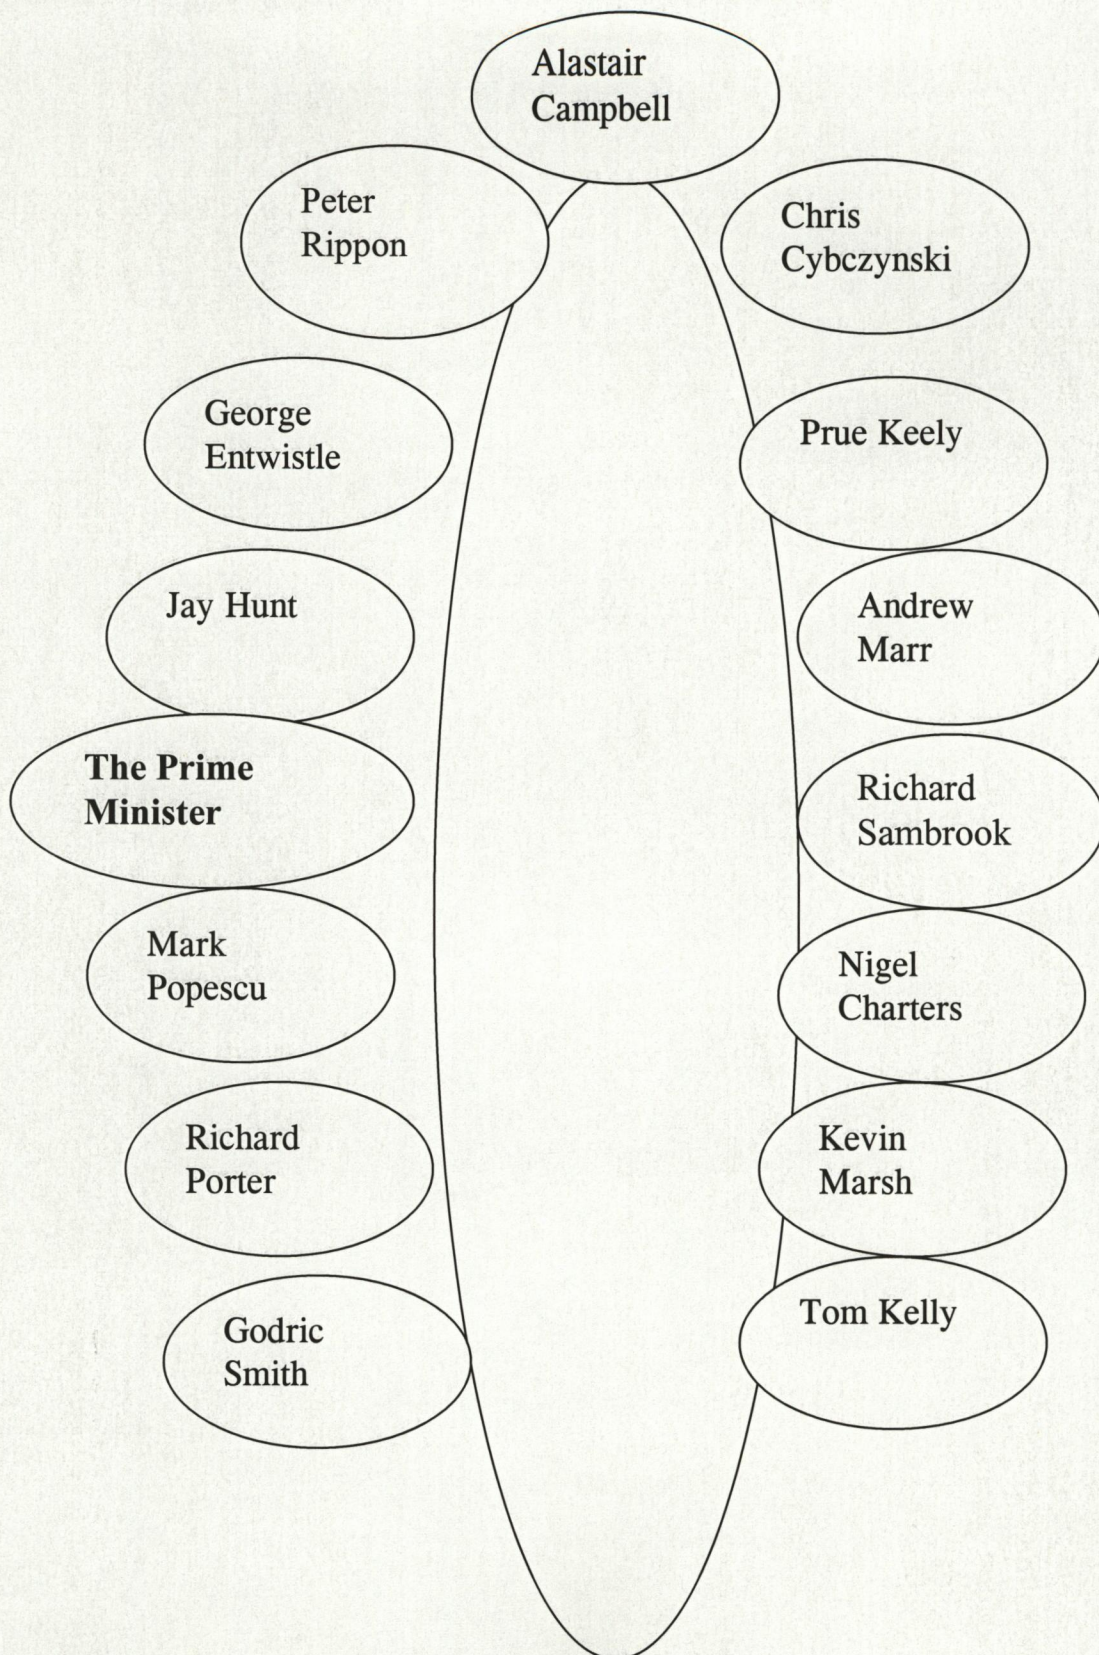 Alastair
Campbell
Peter
Rippon
Chris
Cybczynski
George
Entwistle
Prue Keely
Jay Hunt
Andrew
Marr
The Prime
Minister
Richard
Sambrook
Mark
Popescu
Nigel
Charters
Richard
Porter
Kevin
Marsh
Godric
Smith
Tom Kelly